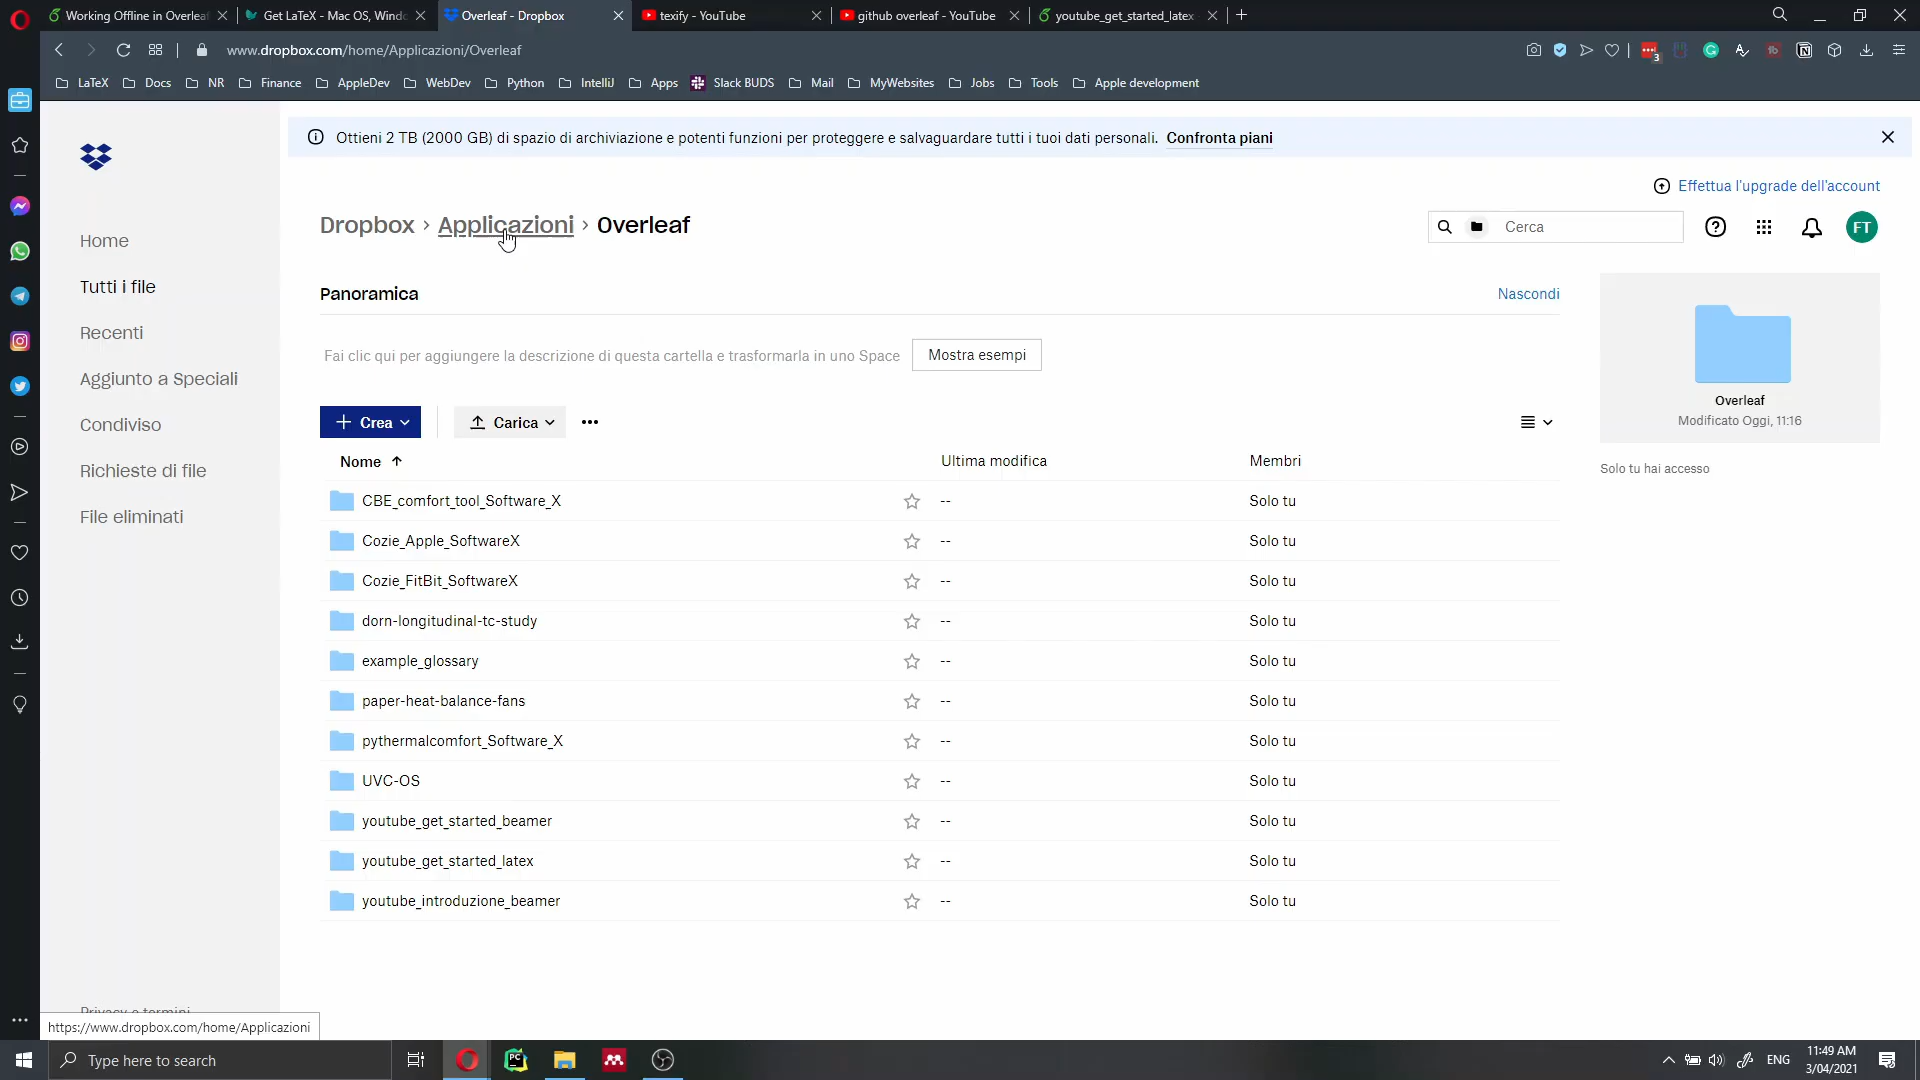 Working Offline in Overlea
Get LaTeX - Mac OS, Windo
Overleaf - Dropbox
texify - YouTube
github overleaf - YouTube
youtube_get_started_latex
www.dropbox.com/home/Applicazioni/Overleaf
3
LaTeX
Docs
NR
Finance
AppleDev
WebDev
Python
IntelliJ
Apps
Slack BUDS
Mail
MyWebsites
Jobs
Tools
Apple development
Ottieni 2 TB (2000 GB) di spazio di archiviazione e potenti funzioni per proteggere e salvaguardare tutti i tuoi dati personali. Confronta piani
Effettua l'upgrade dell'account
Dropbox › Applicazioni › Overleaf
Cerca
FT
Home
Tutti i file
Recenti
Aggiunto a Speciali
Condiviso
Richieste di file
File eliminati
Panoramica
Nascondi
Fai clic qui per aggiungere la descrizione di questa cartella e trasformarla in uno Space
Mostra esempi
Overleaf
Modificato Oggi, 11:16
Solo tu hai accesso
Crea
Carica
Nome Ultima modifica Membri
CBE_comfort_tool_Software_X -- Solo tu
Cozie_Apple_SoftwareX -- Solo tu
Cozie_FitBit_SoftwareX -- Solo tu
dorn-longitudinal-tc-study -- Solo tu
example_glossary -- Solo tu
paper-heat-balance-fans -- Solo tu
pythermalcomfort_Software_X -- Solo tu
UVC-OS -- Solo tu
youtube_get_started_beamer -- Solo tu
youtube_get_started_latex -- Solo tu
youtube_introduzione_beamer -- Solo tu
Privacy e termini
https://www.dropbox.com/home/Applicazioni
Type here to search
PC
ENG
11:49 AM
3/04/2021